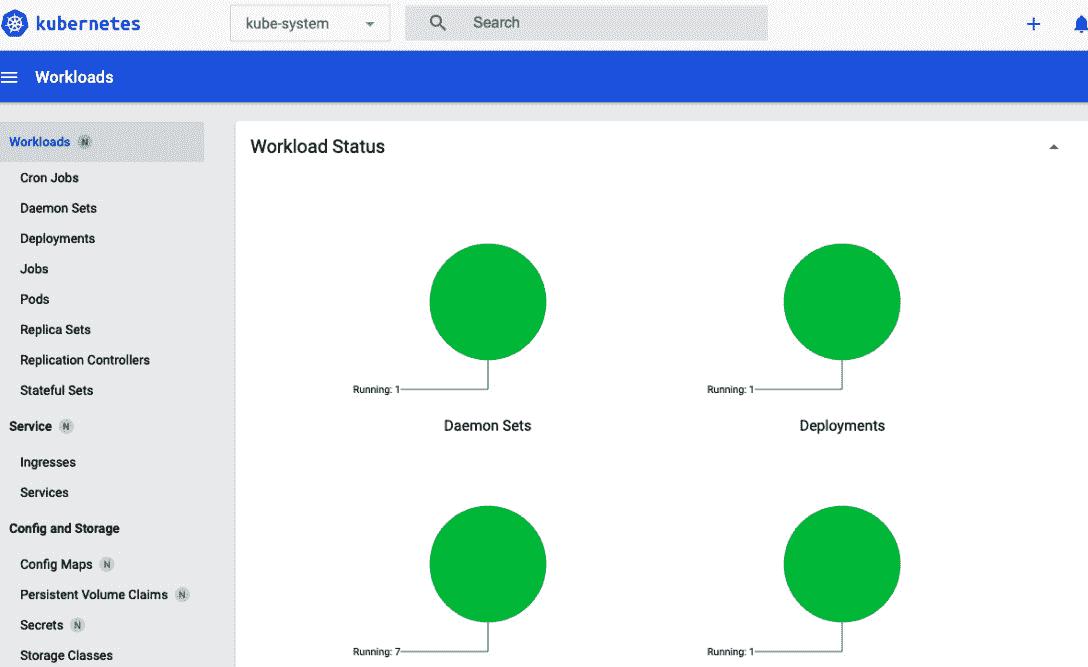 kubernetes
kube-system
Search
Workloads
Workloads N
Cron Jobs
Daemon Sets
Deployments
Jobs
Pods
Replica Sets
Replication Controllers
Stateful Sets
Service N
Ingresses
Services
Config and Storage
Config Maps N
Persistent Volume Claims N
Secrets N
Storage Classes
Workload Status
Running: 1
Daemon Sets
Running: 1
Deployments
Running: 7
Running: 1